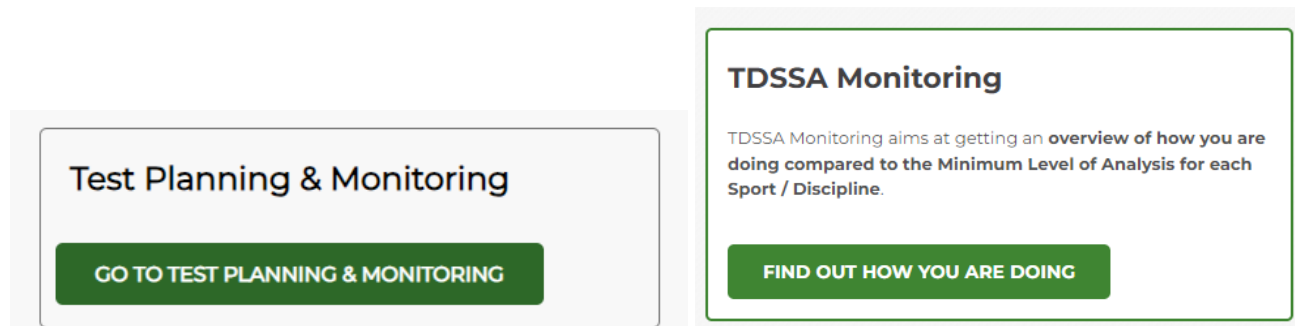 Test Planning & Monitoring
GO TO TEST PLANNING & MONITORING
TDSSA Monitoring
TDSSA Monitoring aims at getting an overview of how you are
doing compared to the Minimum Level of Analysis for each
Sport / Discipline.
FIND OUT HOW YOU ARE DOING